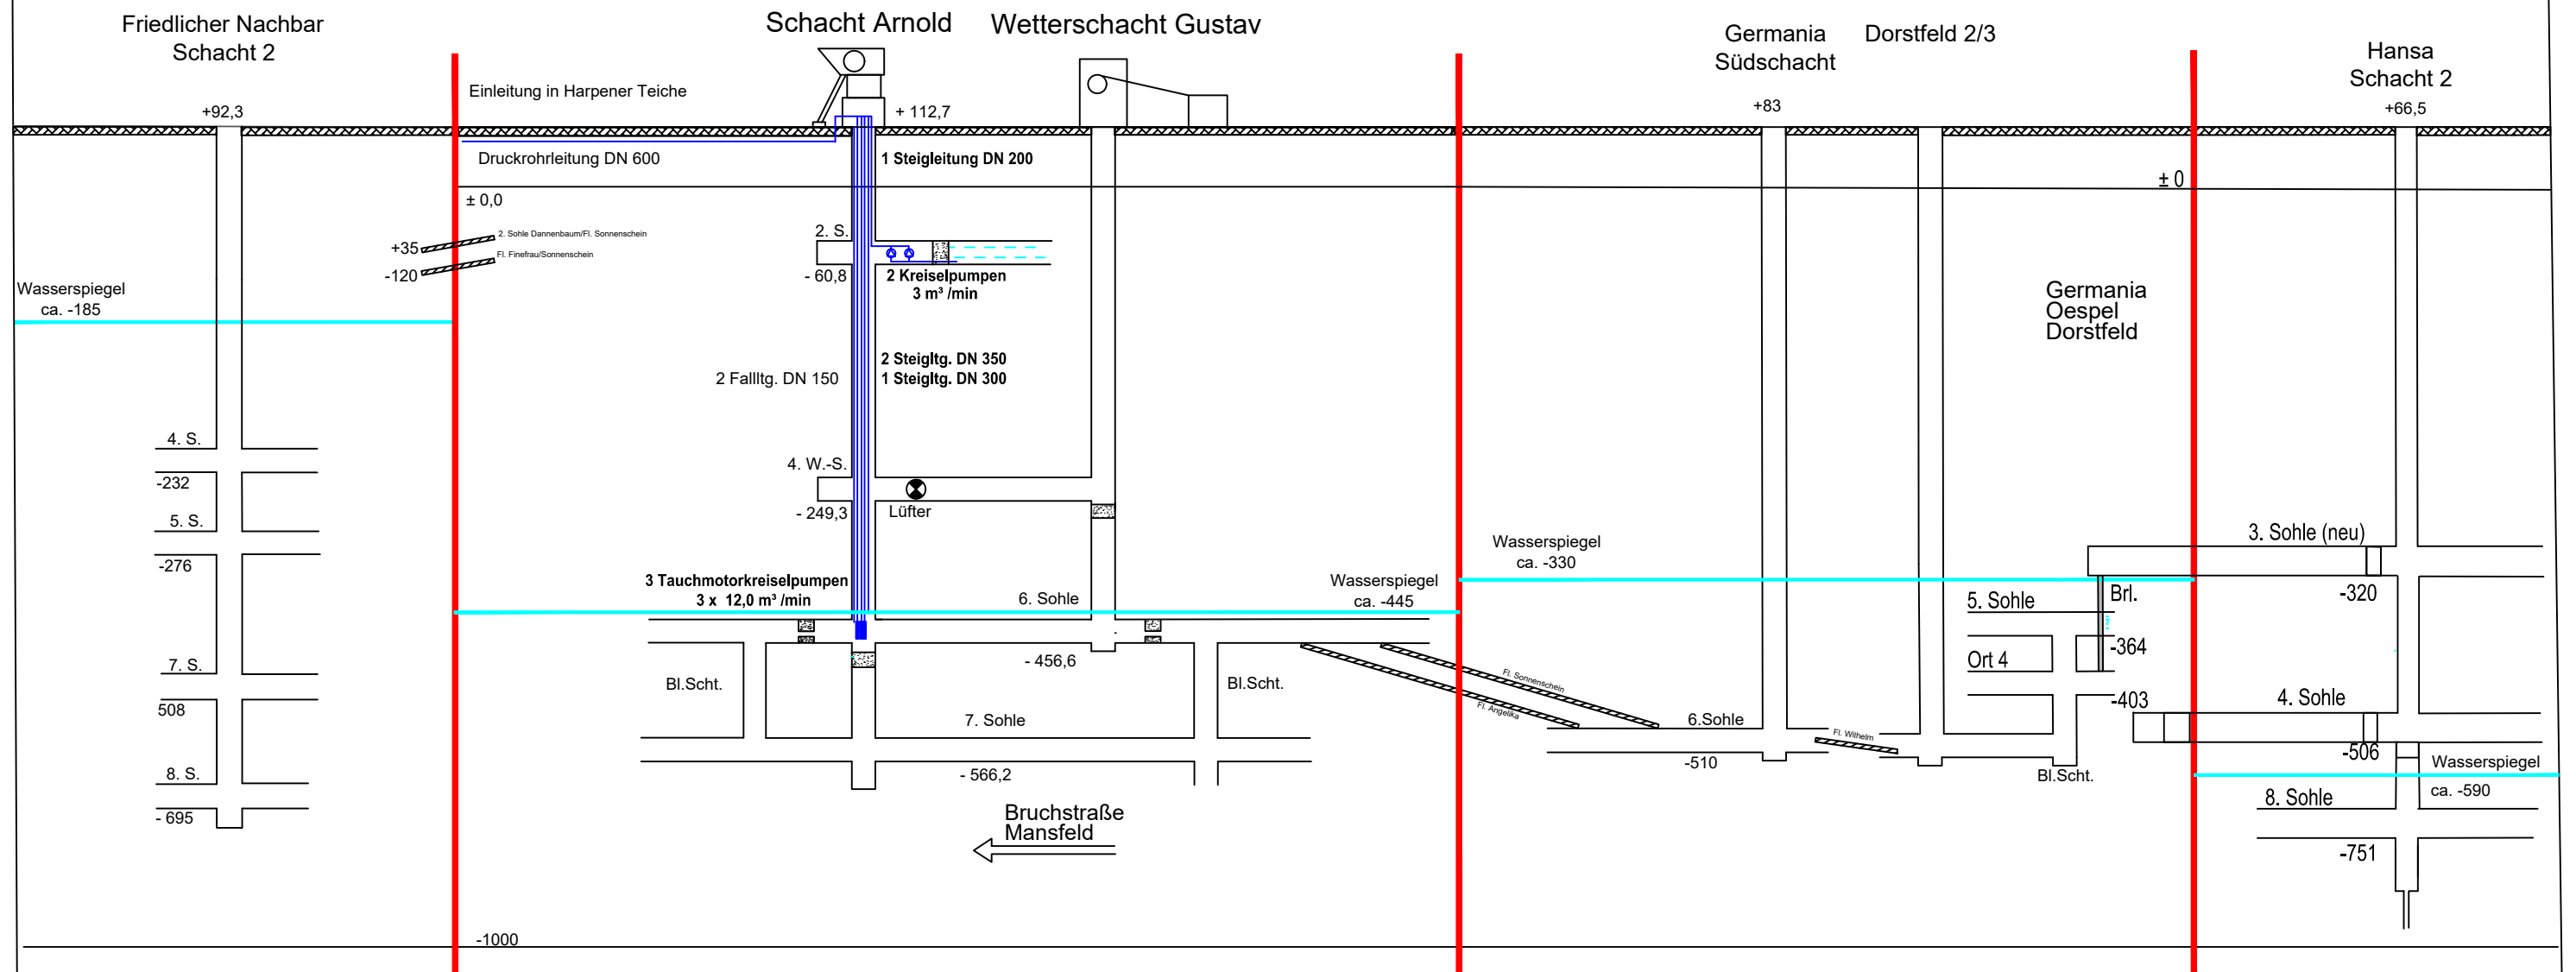 Friedlicher Nachbar
Schacht 2
+92,3
Schacht Arnold
Wetterschacht Gustav
Germania
Südschacht
Dorstfeld 2/3
+83
Hansa
Schacht 2
+66,5
Einleitung in Harpener Teiche
+ 112,7
Druckrohrleitung DN 600
1 Steigleitung DN 200
± 0,0
± 0
2. Sohle Dannenbaum/Fl. Sonnenschein
+35
Fl. Finefrau/Sonnenschein
-120
2. S.
- 60,8
2 Kreiselpumpen
3 m³ /min
Wasserspiegel
ca. -185
Germania
Oespel
Dorstfeld
2 Steigltg. DN 350
1 Steigltg. DN 300
2 Fallltg. DN 150
4. S.
-232
5. S.
-276
7. S.
508
8. S.
- 695
4. W.-S.
- 249,3
Lüfter
3 Tauchmotorkreiselpumpen
3 x 12,0 m³ /min
6. Sohle
Wasserspiegel
ca. -445
- 456,6
Bl.Scht.
Bl.Scht.
7. Sohle
- 566,2
Bruchstraße
Mansfeld
Wasserspiegel
ca. -330
Fl. Sonnenschein
Fl. Angelika
6.Sohle
-510
Fl. Wilhelm
5. Sohle
Brl.
-364
Ort 4
-403
Bl.Scht.
3. Sohle (neu)
-320
4. Sohle
-506
Wasserspiegel
ca. -590
8. Sohle
-751
-1000